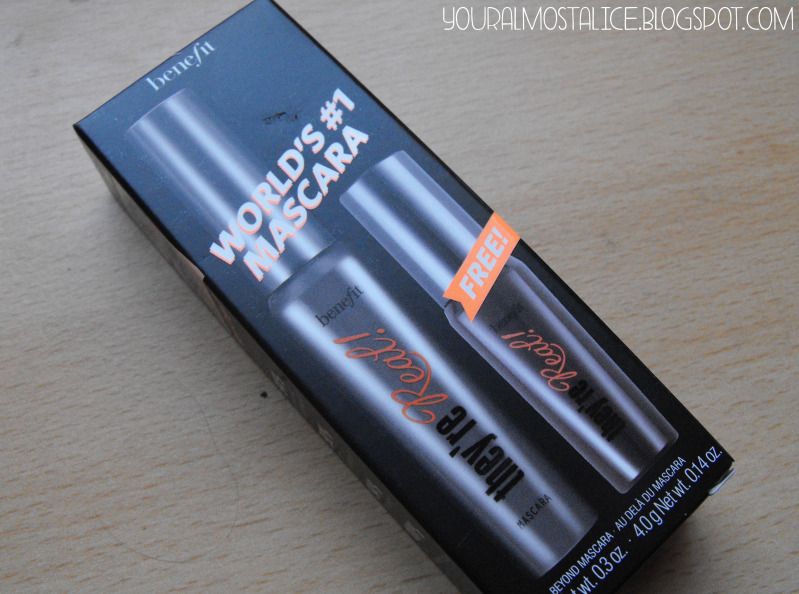 YOURALMOSTALICE.BLOGSPOT.COM
benefit
WORLD'S #1
MASCARA
FREE!
benefit
they're Real!
MASCARA
benefit
they're Real!
BEYOND MASCARA · AU DELÀ DU MASCARA
wt. 0.3 oz. · 4.0 g Net wt. 0.14 oz.